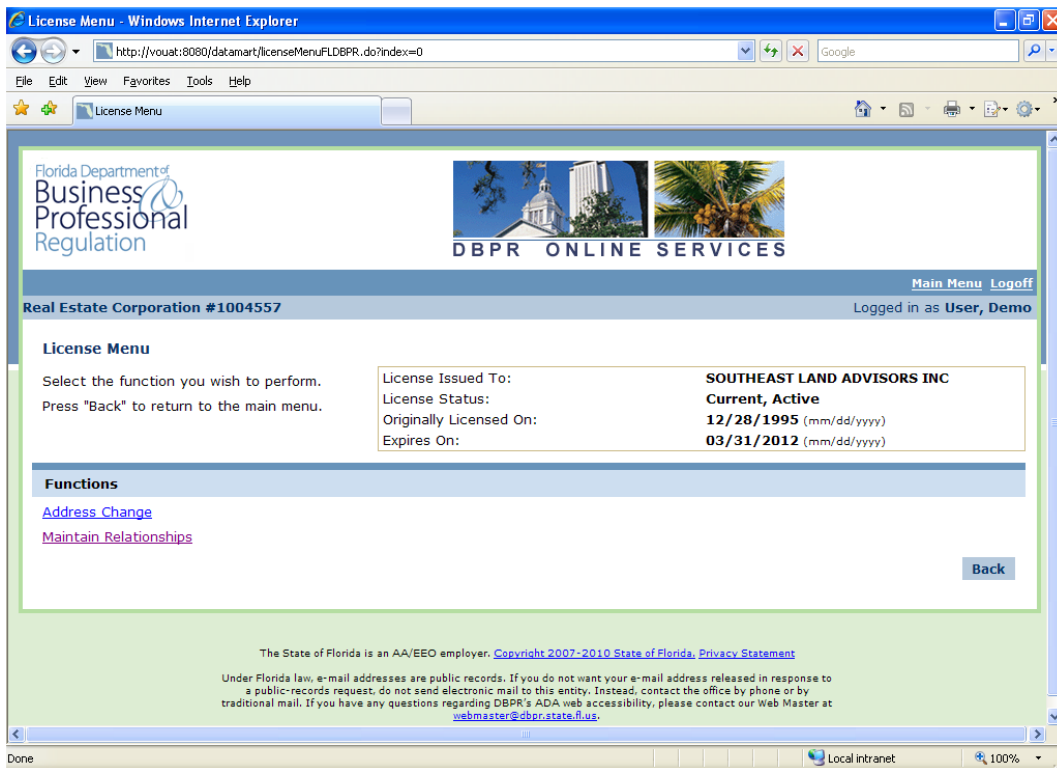 License Menu - Windows Internet Explorer
http://vouat:8080/datamart/licenseMenuFLDBPR.do?index=0
Google
File Edit View Favorites Tools Help
License Menu
Florida Department of
Business &
Professional
Regulation
DBPR ONLINE SERVICES
Main Menu Logoff
Real Estate Corporation #1004557 Logged in as User, Demo
License Menu
Select the function you wish to perform.
Press "Back" to return to the main menu.
License Issued To: SOUTHEAST LAND ADVISORS INC
License Status: Current, Active
Originally Licensed On: 12/28/1995 (mm/dd/yyyy)
Expires On: 03/31/2012 (mm/dd/yyyy)
Functions
Address Change
Maintain Relationships
Back
The State of Florida is an AA/EEO employer. Copyright 2007-2010 State of Florida. Privacy Statement
Under Florida law, e-mail addresses are public records. If you do not want your e-mail address released in response to
a public-records request, do not send electronic mail to this entity. Instead, contact the office by phone or by
traditional mail. If you have any questions regarding DBPR's ADA web accessibility, please contact our Web Master at
webmaster@dbpr.state.fl.us.
Done Local intranet 100%